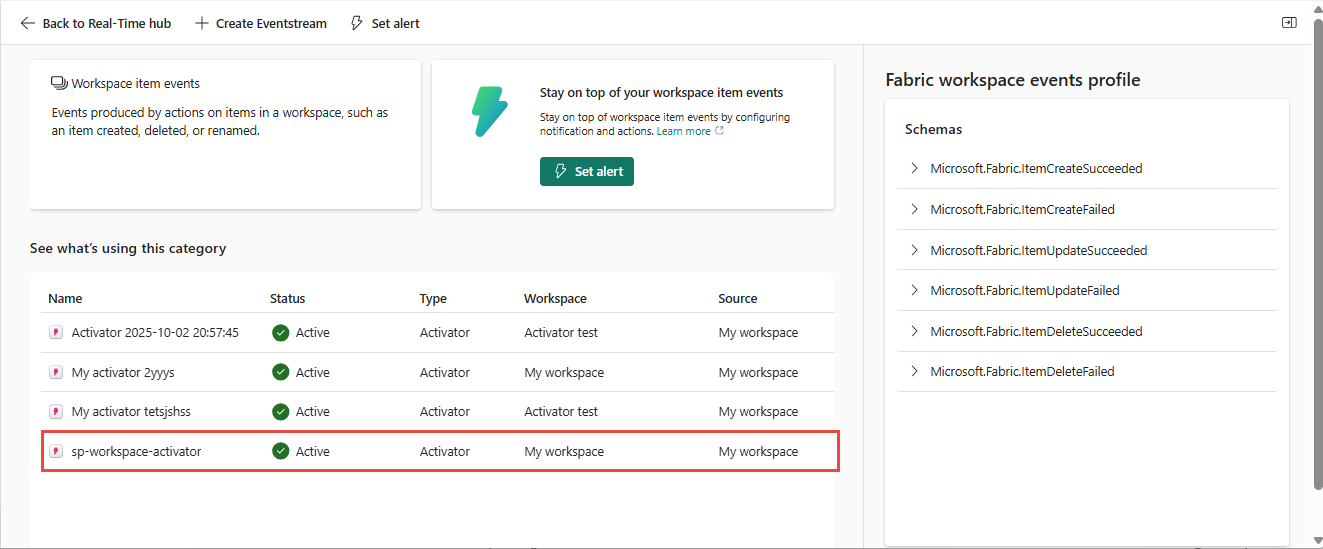 Back to Real-Time hub Create Eventstream Set alert
Workspace item events
Events produced by actions on items in a workspace, such as
an item created, deleted, or renamed.
Stay on top of your workspace item events
Stay on top of workspace item events by configuring
notification and actions. Learn more
Set alert
See what's using this category
Name Status Type Workspace Source
Activator 2025-10-02 20:57:45 Active Activator Activator test My workspace
My activator 2yyys Active Activator My workspace My workspace
My activator tetsjshss Active Activator Activator test My workspace
sp-workspace-activator Active Activator My workspace My workspace
Fabric workspace events profile
Schemas
Microsoft.Fabric.ItemCreateSucceeded
Microsoft.Fabric.ItemCreateFailed
Microsoft.Fabric.ItemUpdateSucceeded
Microsoft.Fabric.ItemUpdateFailed
Microsoft.Fabric.ItemDeleteSucceeded
Microsoft.Fabric.ItemDeleteFailed